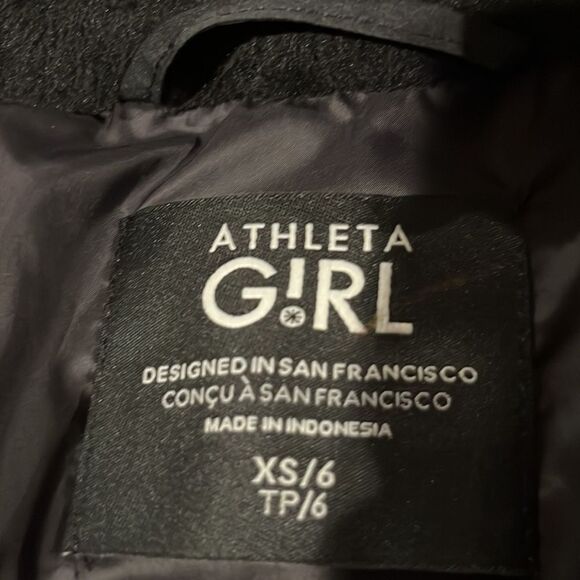 ATHLETA
G!RL
DESIGNED IN SAN FRANCISCO
CONÇU À SAN FRANCISCO
MADE IN INDONESIA
XS/6
TP/6